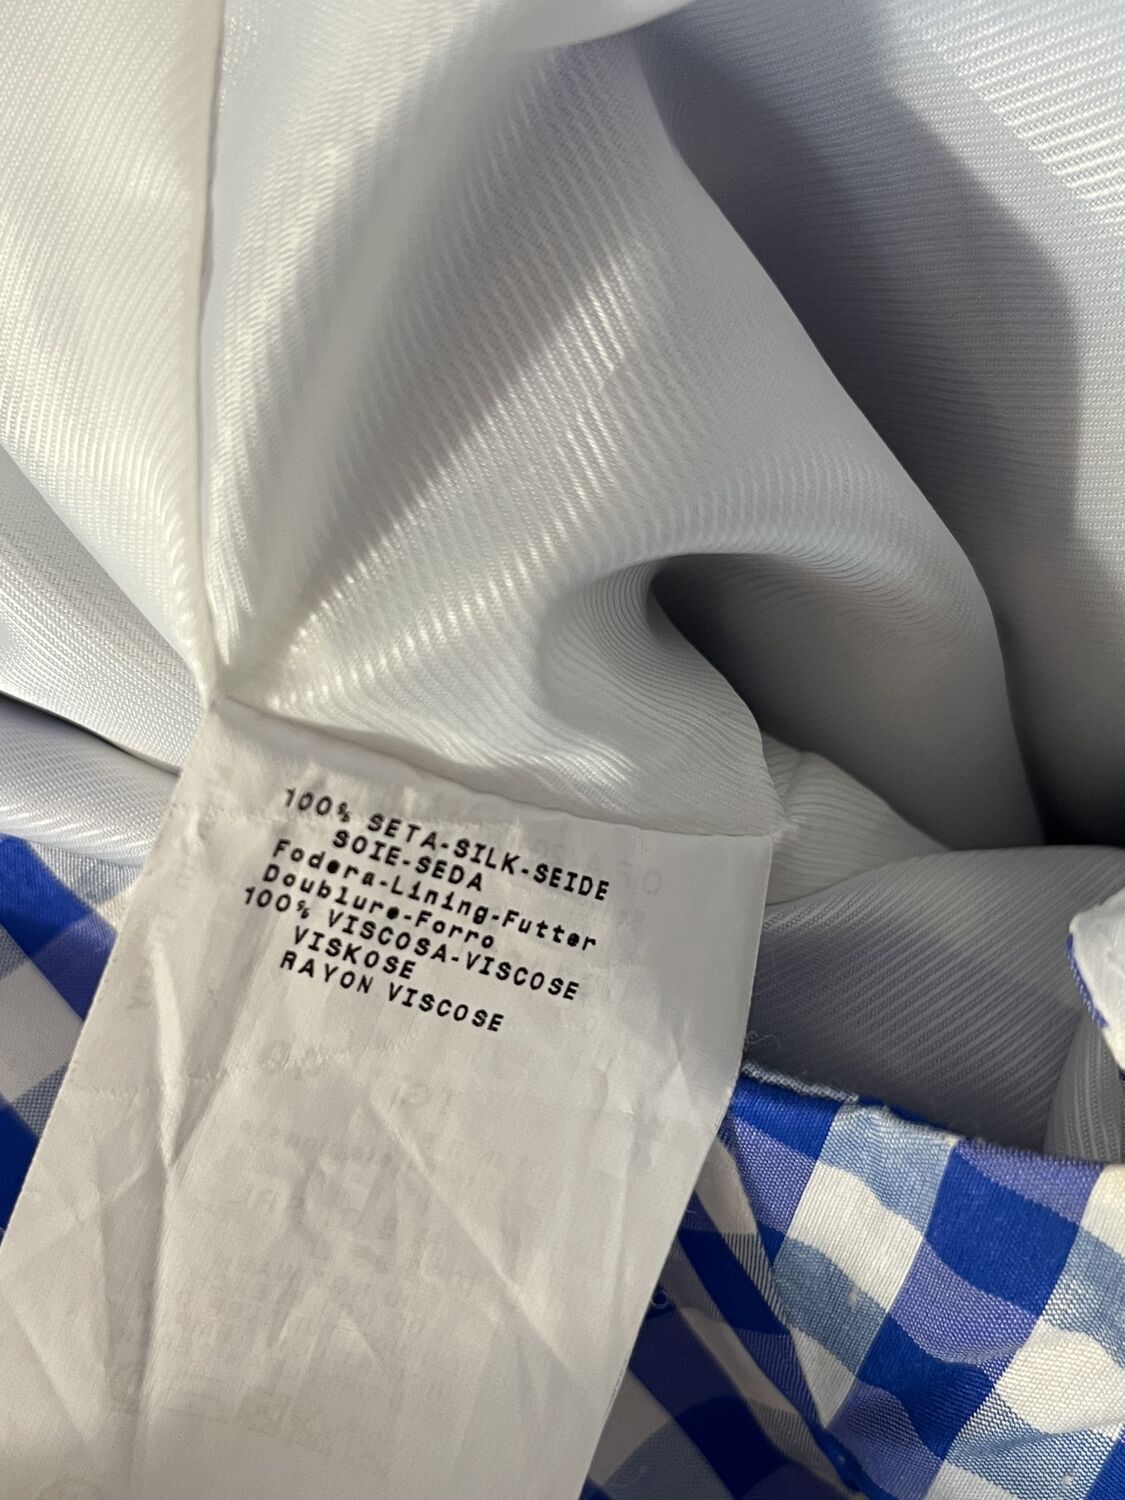 100% SETA-SILK-SEIDE
SOIE-SEDA
Fodera-Lining-Futter
Doublure-Forro
100% VISCOSA-VISCOSE
VISKOSE
RAYON VISCOSE